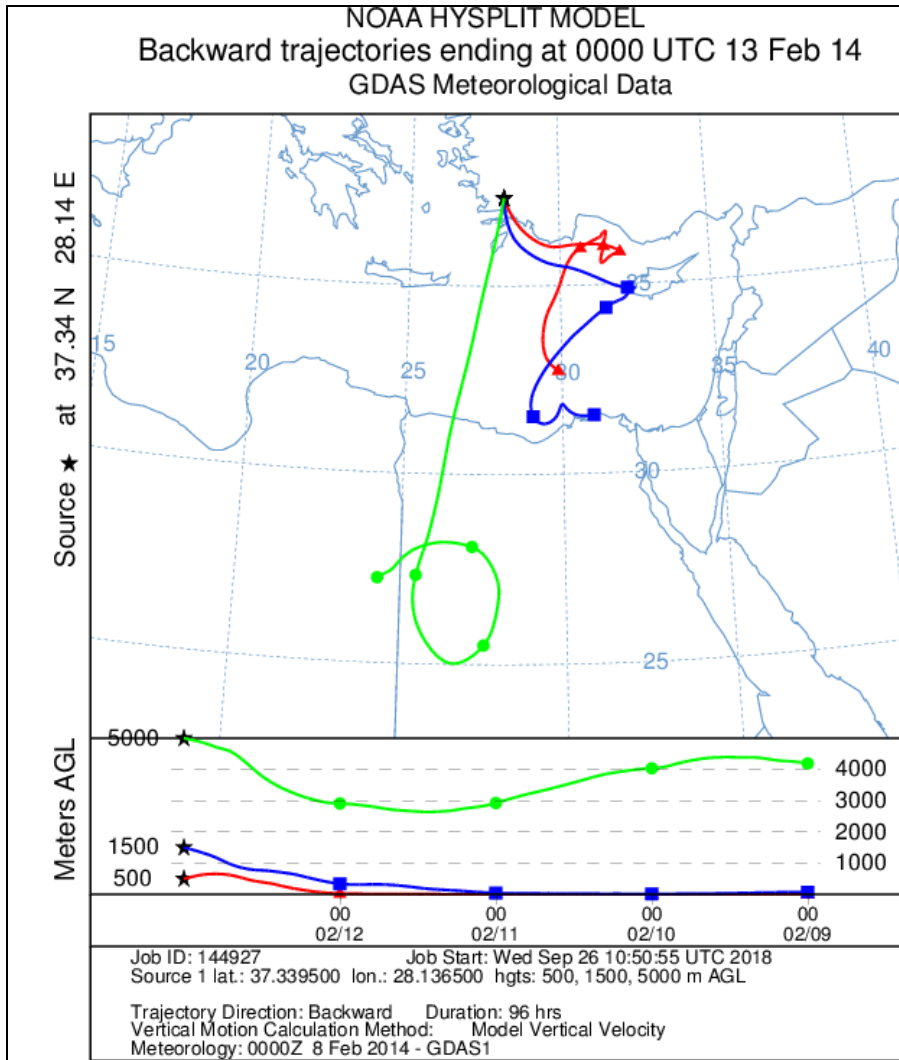 NOAA HYSPLIT MODEL
Backward trajectories ending at 0000 UTC 13 Feb 14
GDAS Meteorological Data
Source ★ at 37.34 N 28.14 E
15
20
25
30
35
40
35
30
25
Meters AGL
5000
1500
500
4000
3000
2000
1000
00 00 00 00
02/12 02/11 02/10 02/09
Job ID: 144927 Job Start: Wed Sep 26 10:50:55 UTC 2018
Source 1 lat.: 37.339500 lon.: 28.136500 hgts: 500, 1500, 5000 m AGL
Trajectory Direction: Backward Duration: 96 hrs
Vertical Motion Calculation Method: Model Vertical Velocity
Meteorology: 0000Z 8 Feb 2014 - GDAS1